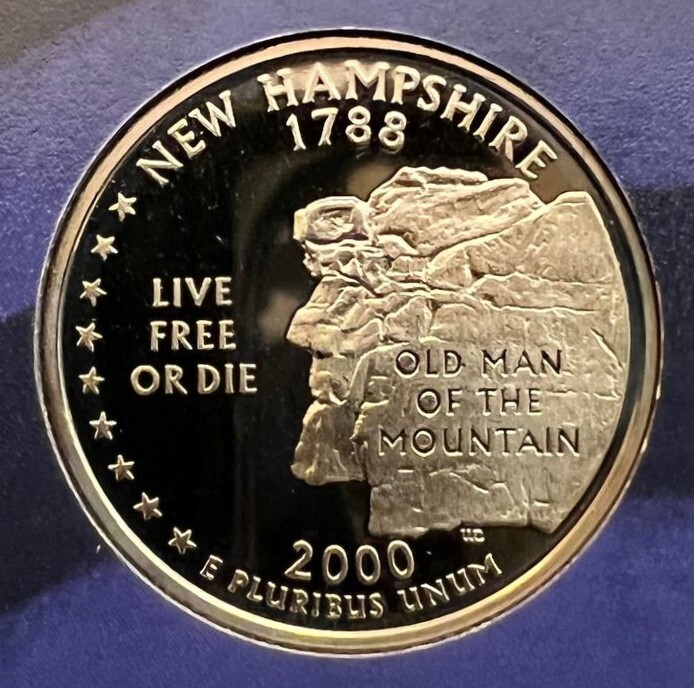 NEW HAMPSHIRE
1788
LIVE
FREE
OR DIE
OLD MAN
OF THE
MOUNTAIN
2000
E PLURIBUS UNUM